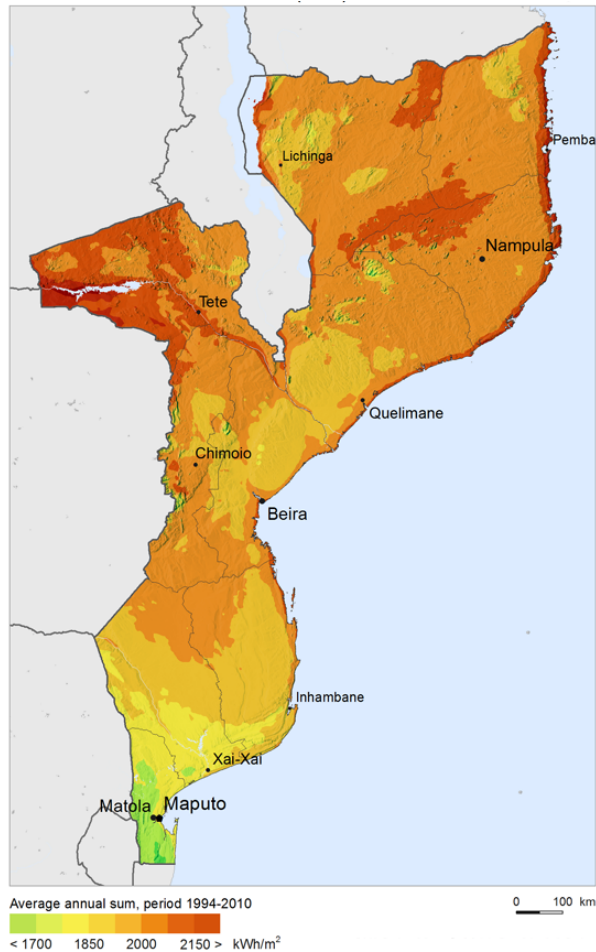 Pemba
Lichinga
Nampula
Tete
Quelimane
Chimoio
Beira
Inhambane
Xai-Xai
Matola Maputo
Average annual sum, period 1994-2010
0 100 km
< 1700 1850 2000 2150 > kWh/m²